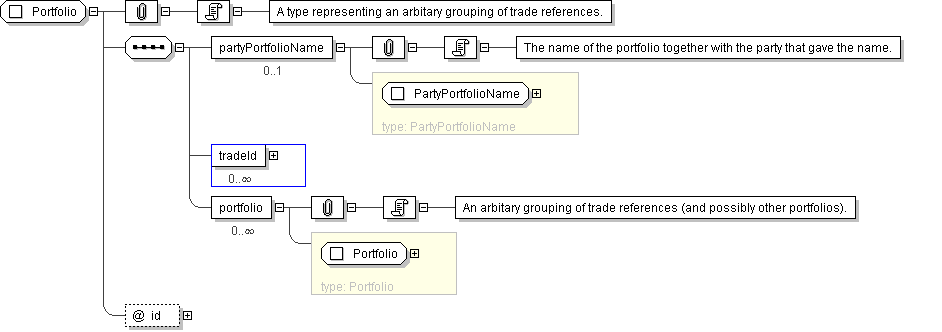 Portfolio
A type representing an arbitary grouping of trade references.
partyPortfolioName
The name of the portfolio together with the party that gave the name.
0..1
PartyPortfolioName
type: PartyPortfolioName
tradeId
0..∞
portfolio
An arbitary grouping of trade references (and possibly other portfolios).
0..∞
Portfolio
type: Portfolio
@ id